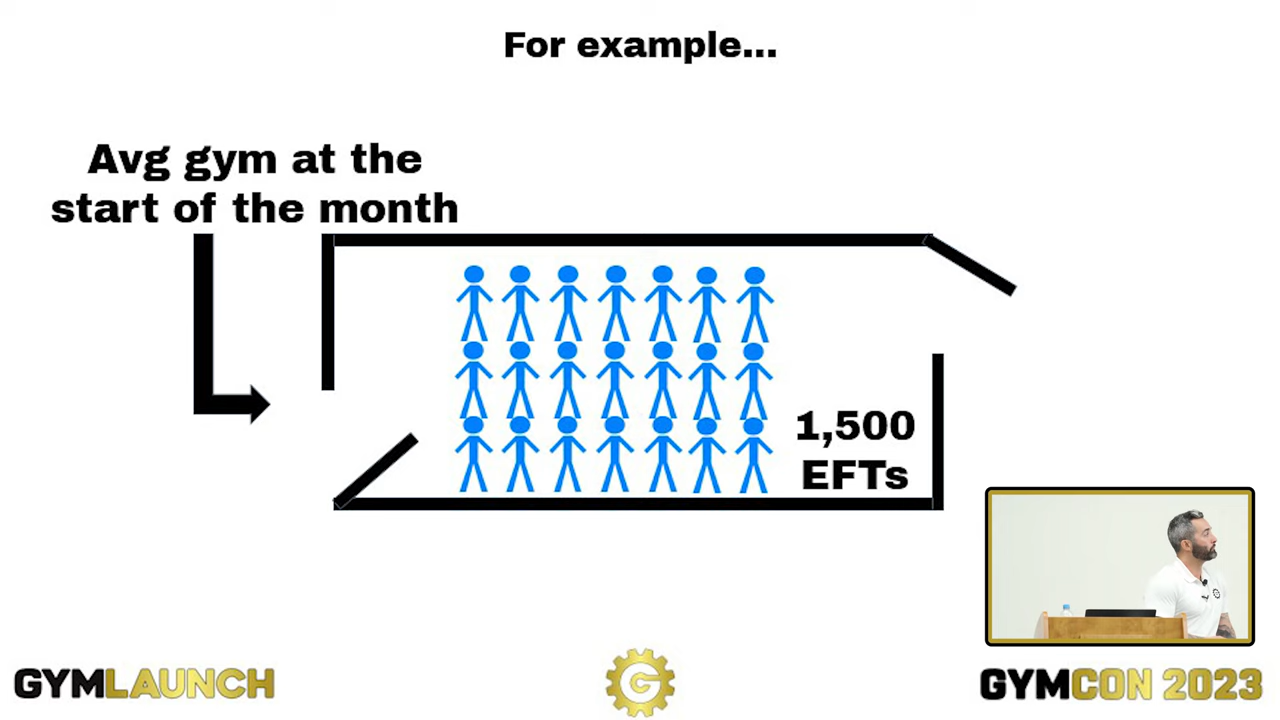 For example...
Avg gym at the
start of the month
1,500
EFTs
GYMLAUNCH
G
GYMCON 2023